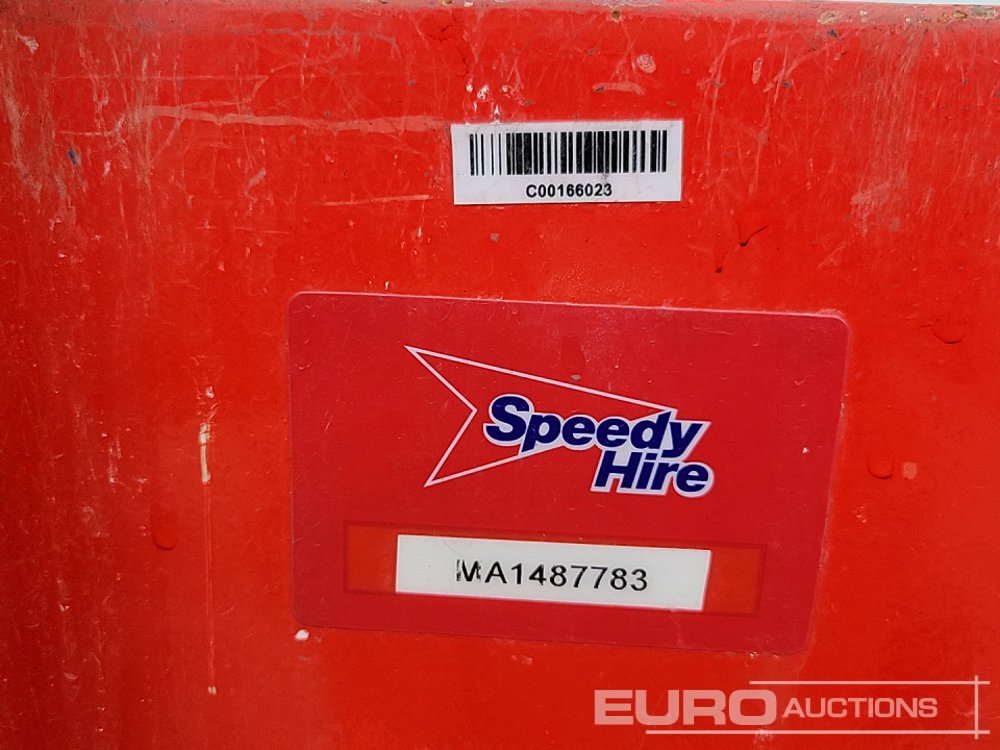 C00166023
Speedy
Hire
MA1487783
EURO AUCTIONS